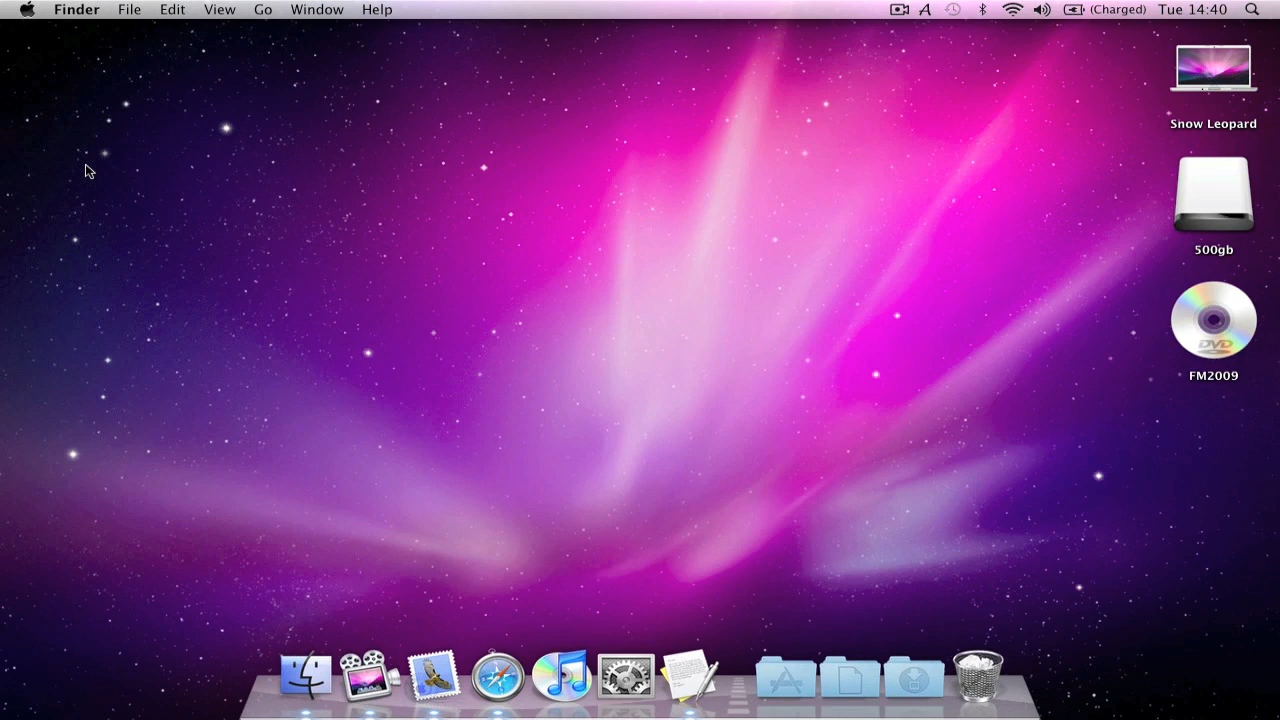 Finder File Edit View Go Window Help (Charged) Tue 14:40
Snow Leopard
500gb
DVD
FM2009